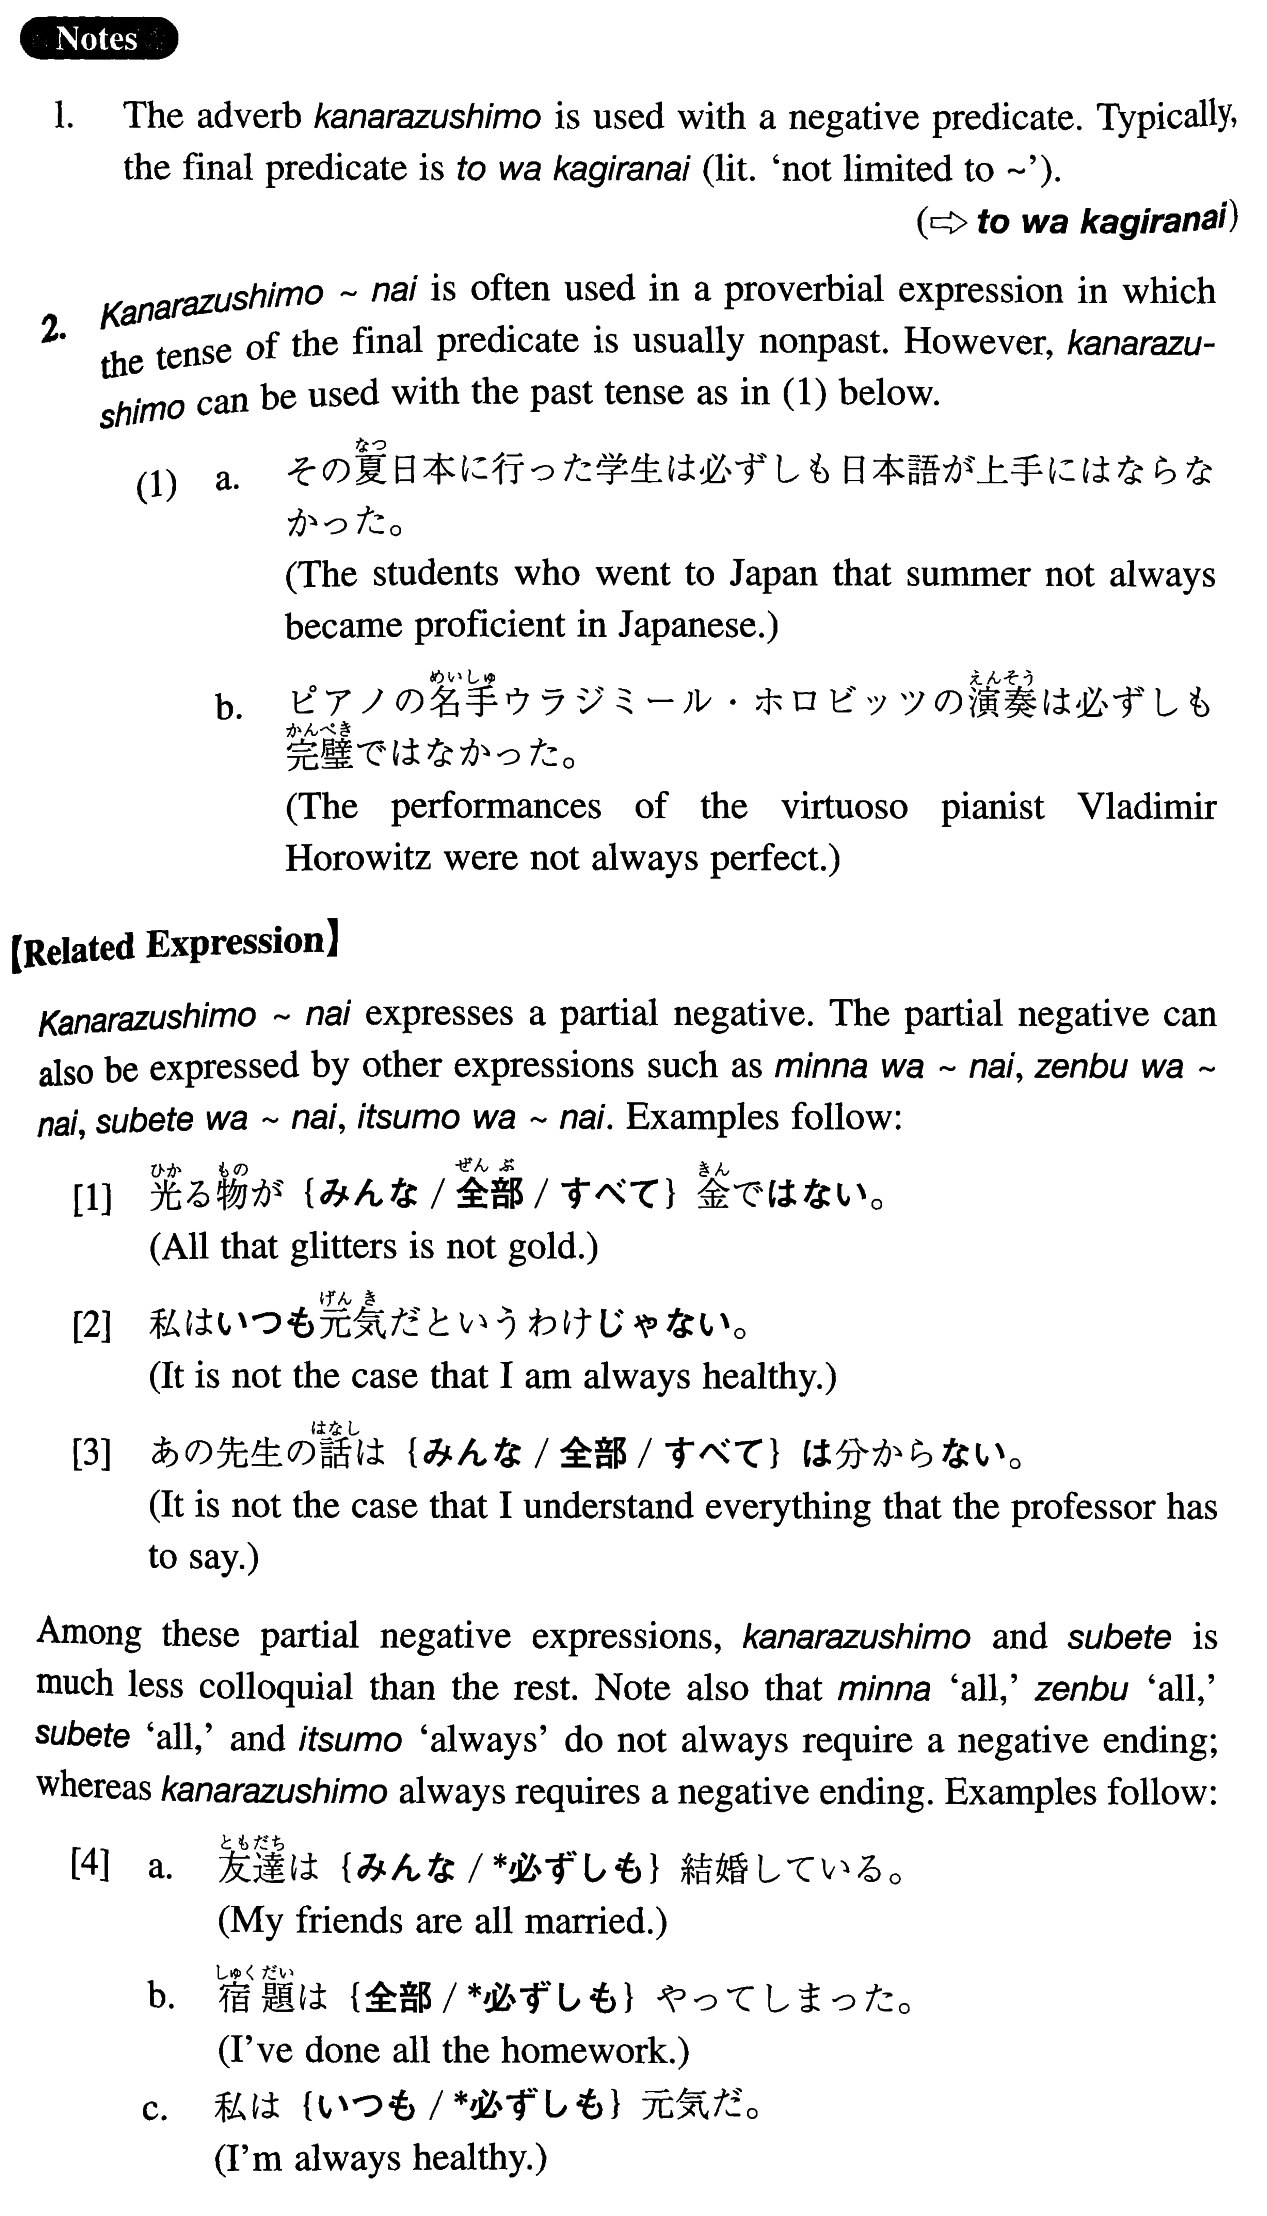 Notes
1. The adverb kanarazushimo is used with a negative predicate. Typically,
the final predicate is to wa kagiranai (lit. ‘not limited to ~’).
(⇨ to wa kagiranai)
2. Kanarazushimo ~ nai is often used in a proverbial expression in which
the tense of the final predicate is usually nonpast. However, kanarazu-
shimo can be used with the past tense as in (1) below.
なつ
(1) a. その夏日本に行った学生は必ずしも日本語が上手にはならな
かった。
(The students who went to Japan that summer not always
became proficient in Japanese.)
めいしゅ えんそう
b. ピアノの名手ウラジミール・ホロビッツの演奏は必ずしも
かんぺき
完璧ではなかった。
(The performances of the virtuoso pianist Vladimir
Horowitz were not always perfect.)
【Related Expression】
Kanarazushimo ~ nai expresses a partial negative. The partial negative can
also be expressed by other expressions such as minna wa ~ nai, zenbu wa ~
nai, subete wa ~ nai, itsumo wa ~ nai. Examples follow:
ひか もの ぜんぶ きん
[1] 光る物が {みんな / 全部 / すべて} 金ではない。
(All that glitters is not gold.)
げんき
[2] 私はいつも元気だというわけじゃない。
(It is not the case that I am always healthy.)
はなし
[3] あの先生の話は {みんな / 全部 / すべて} は分からない。
(It is not the case that I understand everything that the professor has
to say.)
Among these partial negative expressions, kanarazushimo and subete is
much less colloquial than the rest. Note also that minna ‘all,’ zenbu ‘all,’
subete ‘all,’ and itsumo ‘always’ do not always require a negative ending;
whereas kanarazushimo always requires a negative ending. Examples follow:
ともだち
[4] a. 友達は {みんな / *必ずしも} 結婚している。
(My friends are all married.)
しゅくだい
b. 宿題は {全部 / *必ずしも} やってしまった。
(I’ve done all the homework.)
c. 私は {いつも / *必ずしも} 元気だ。
(I’m always healthy.)